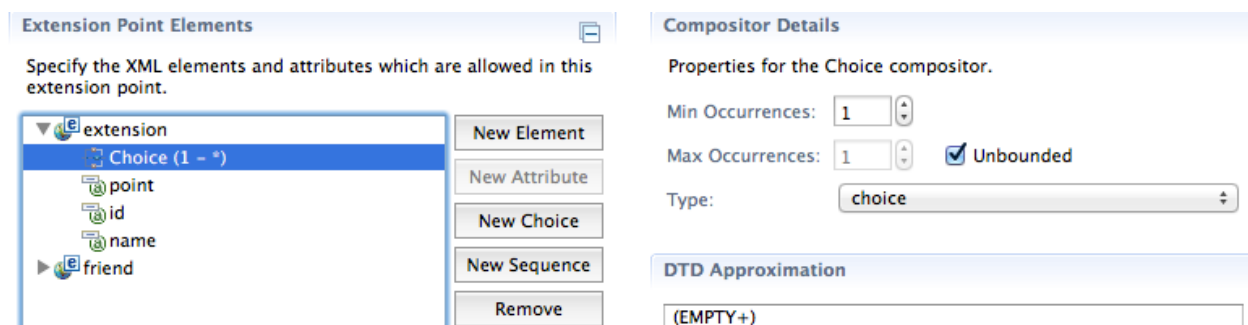 Extension Point Elements
Specify the XML elements and attributes which are allowed in this
extension point.
extension
Choice (1 - *)
point
id
name
friend
New Element
New Attribute
New Choice
New Sequence
Remove
Compositor Details
Properties for the Choice compositor.
Min Occurrences: 1
Max Occurrences: 1 Unbounded
Type: choice
DTD Approximation
(EMPTY+)